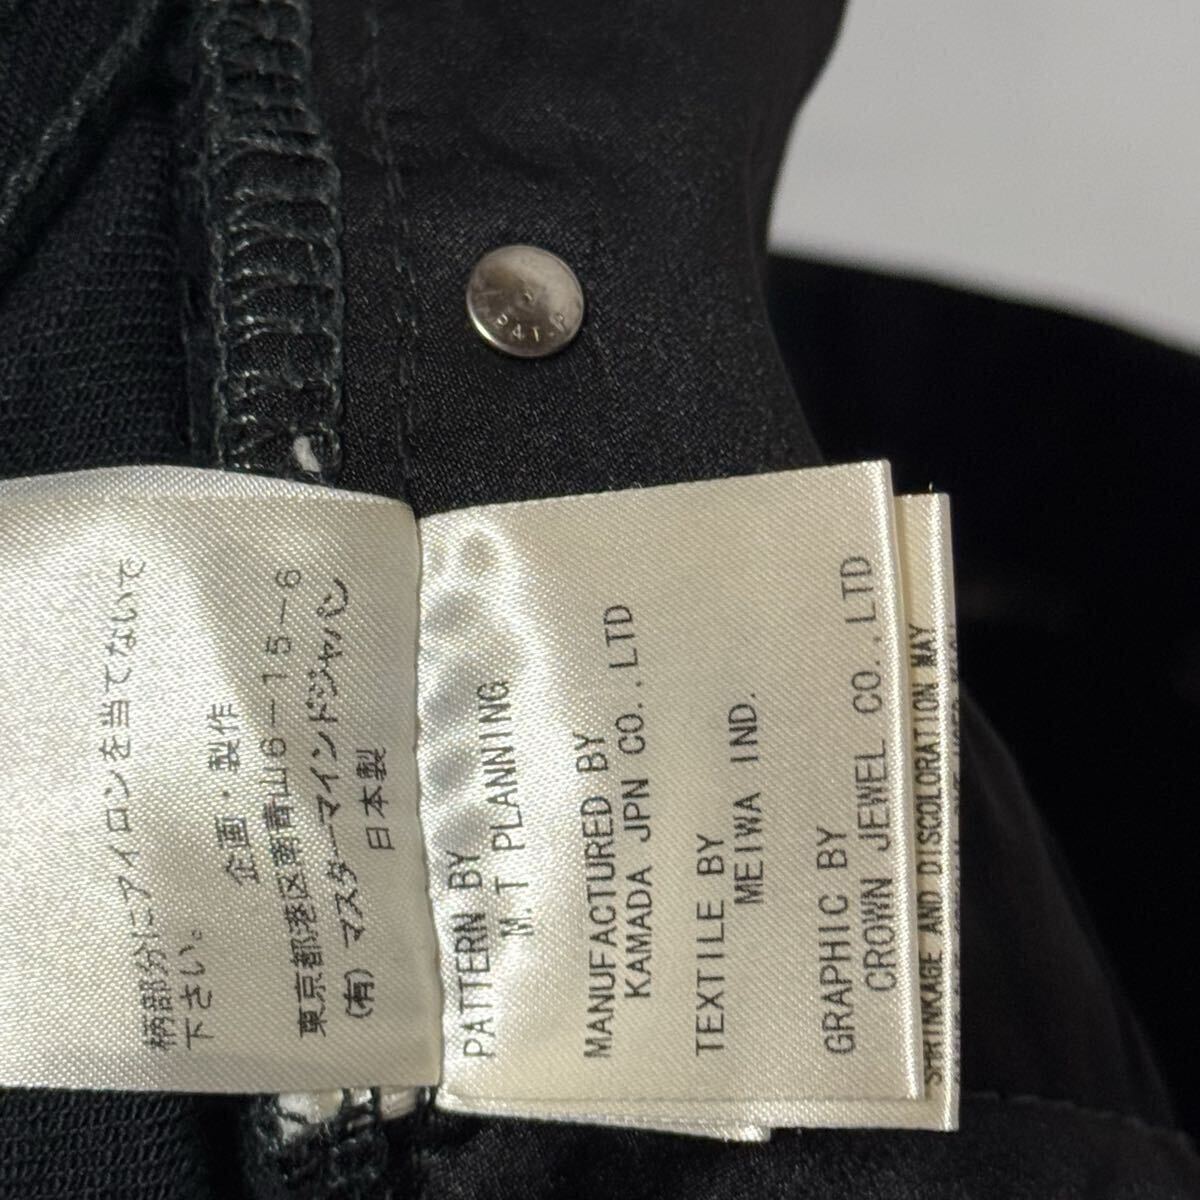 柄部分にアイロンを当てないで
下さい。
企画・製作
東京都港区南青山6-15-6
(有) マスターマインドジャパン
日本製
PATTERN BY
M.T PLANNING
MANUFACTURED BY
KAMADA JPN CO.,LTD
TEXTILE BY
MEIWA IND.
GRAPHIC BY
CROWN JEWEL CO.,LTD
SHRINKAGE AND DISCOLORATION MAY
PAT.P